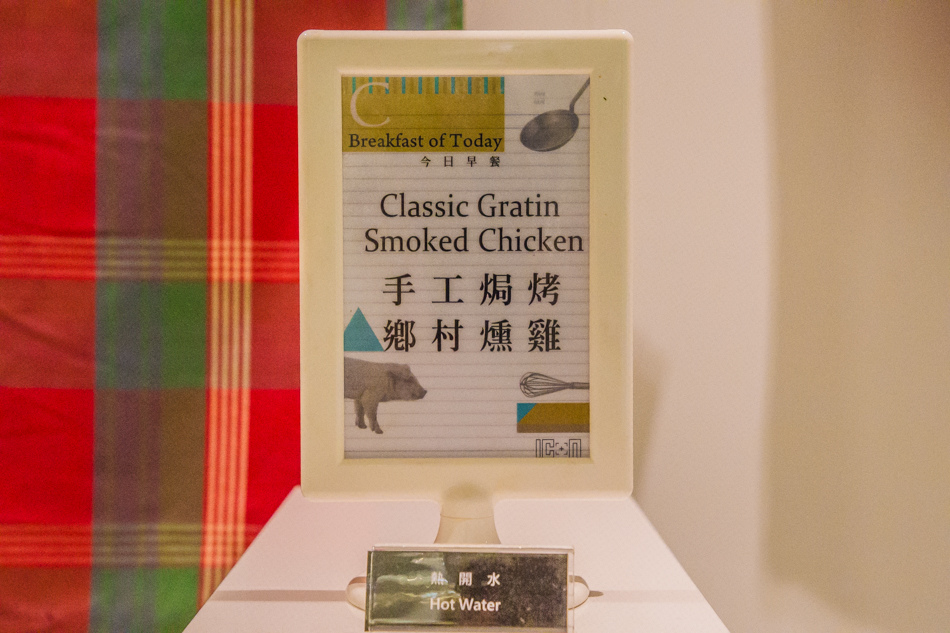 C
Breakfast of Today
今日早餐
Classic Gratin
Smoked Chicken
手工焗烤
鄉村燻雞
ICON
熱開水
Hot Water